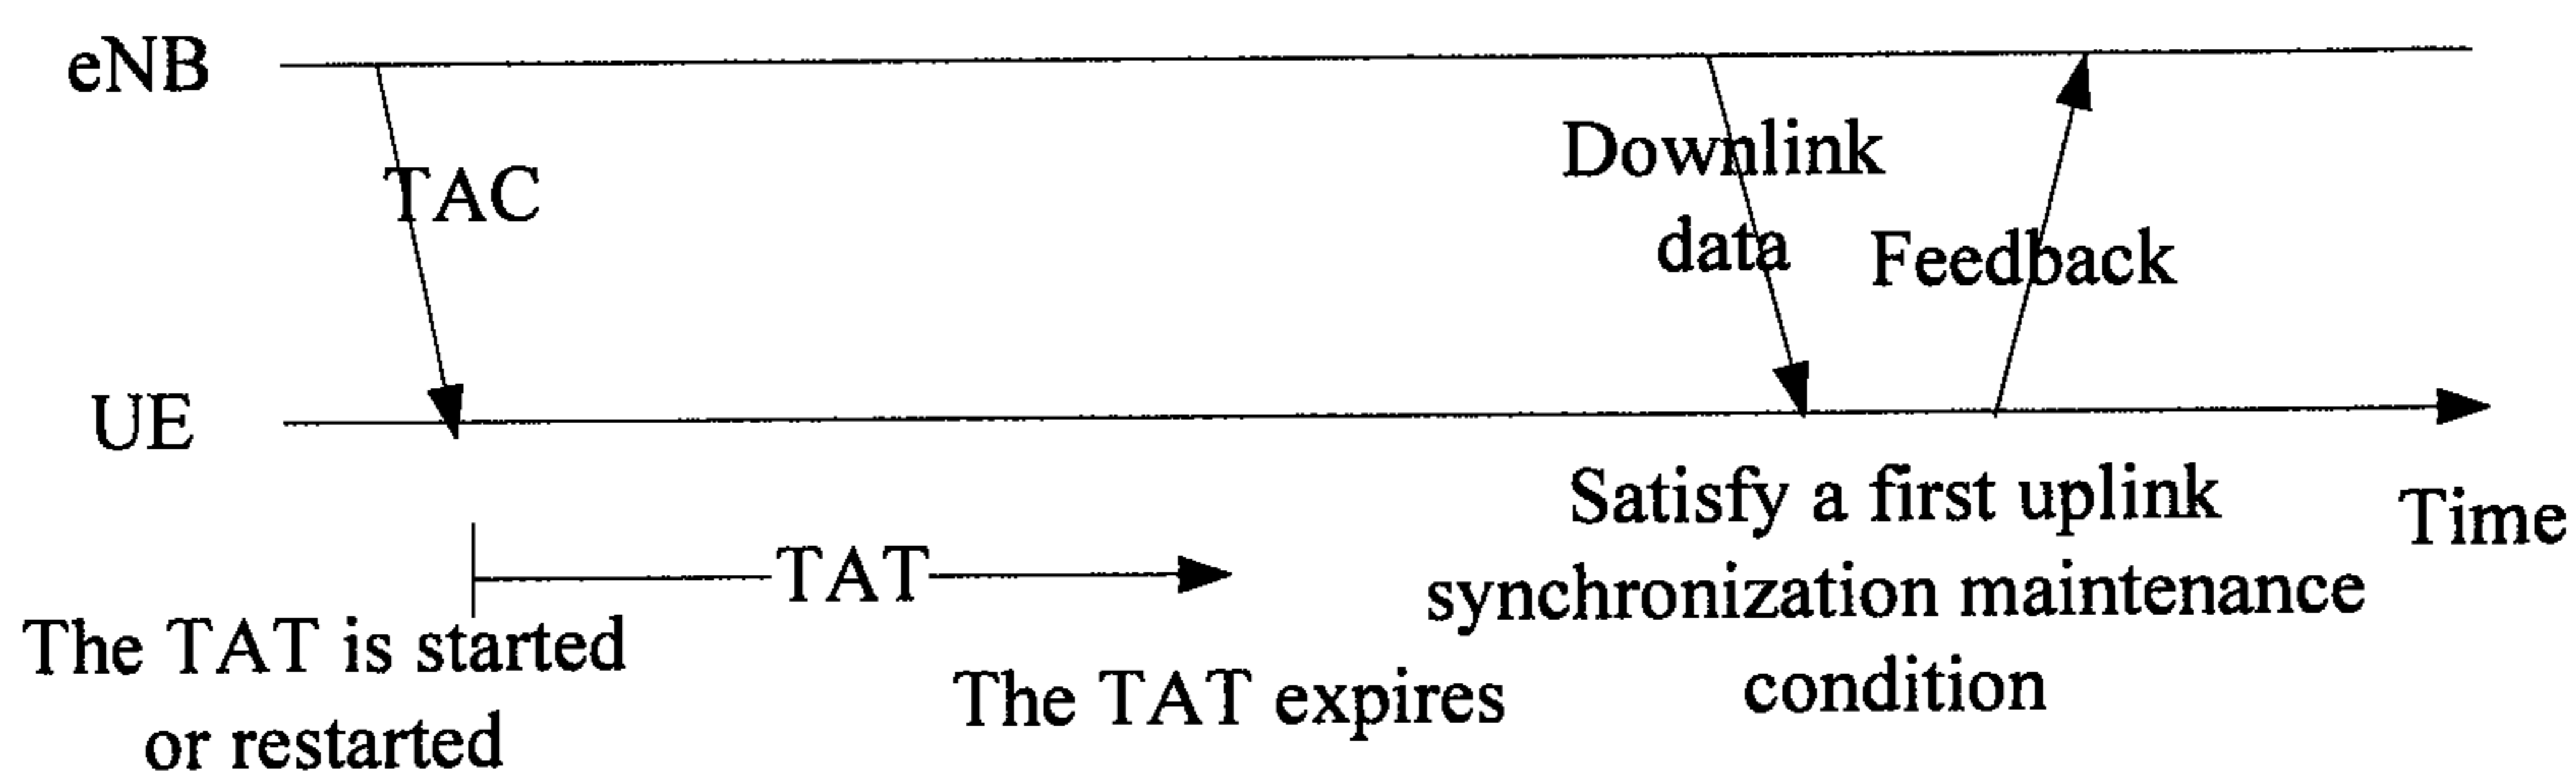 eNB
TAC
Downlink
data
Feedback
UE
TAT
The TAT is started
or restarted
The TAT expires
Satisfy a first uplink
synchronization maintenance
condition
Time